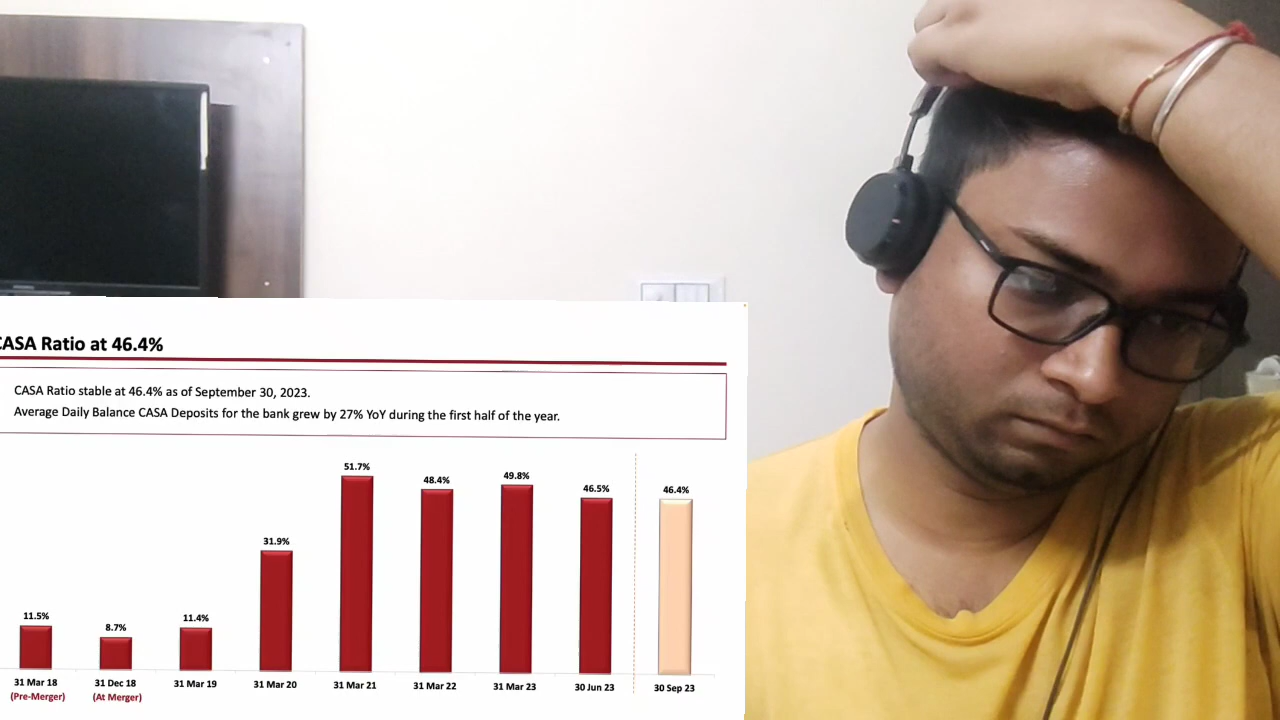 CASA Ratio at 46.4%
CASA Ratio stable at 46.4% as of September 30, 2023.
Average Daily Balance CASA Deposits for the bank grew by 27% YoY during the first half of the year.
11.5%
8.7%
11.4%
31.9%
51.7%
48.4%
49.8%
46.5%
46.4%
31 Mar 18
(Pre-Merger)
31 Dec 18
(At Merger)
31 Mar 19
31 Mar 20
31 Mar 21
31 Mar 22
31 Mar 23
30 Jun 23
30 Sep 23